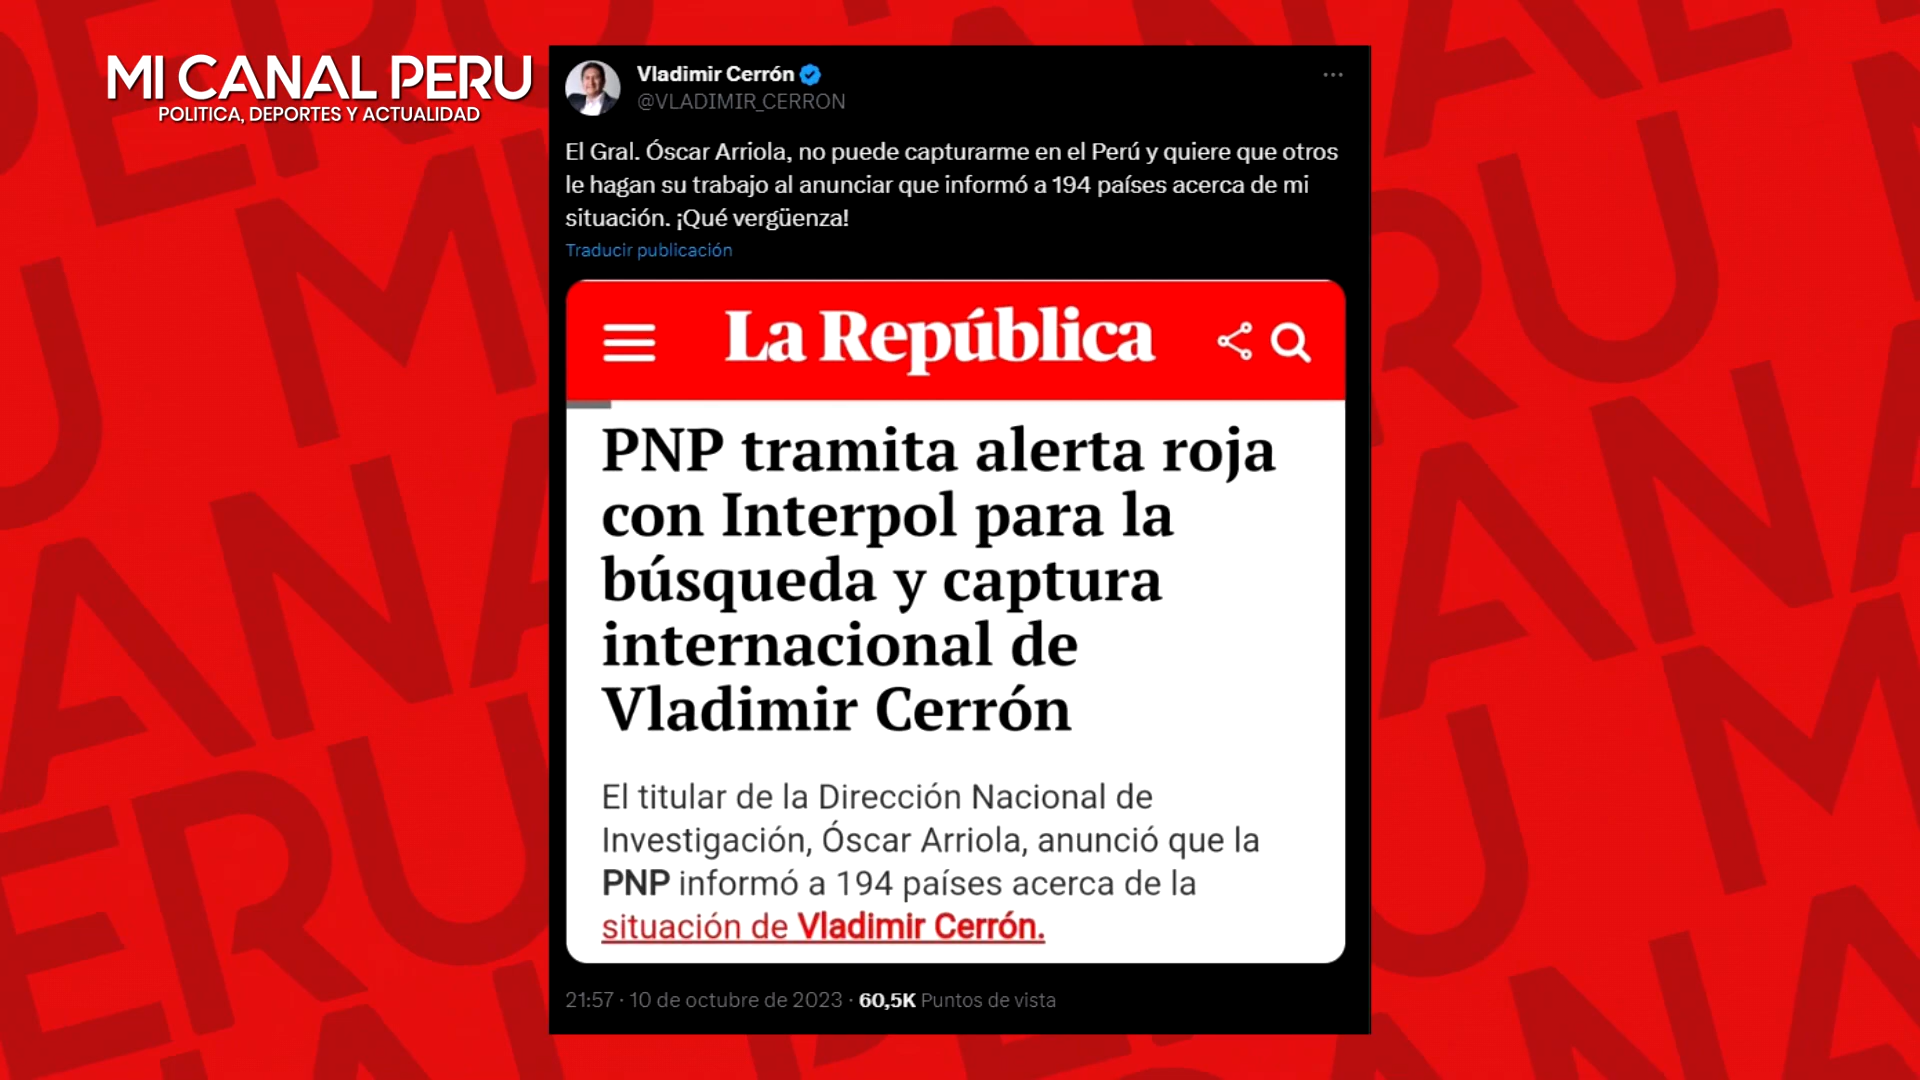 MI CANAL PERU
POLITICA, DEPORTES Y ACTUALIDAD
Vladimir Cerrón
@VLADIMIR_CERRON
El Gral. Óscar Arriola, no puede capturarme en el Perú y quiere que otros
le hagan su trabajo al anunciar que informó a 194 países acerca de mi
situación. ¡Qué vergüenza!
Traducir publicación
La República
PNP tramita alerta roja
con Interpol para la
búsqueda y captura
internacional de
Vladimir Cerrón
El titular de la Dirección Nacional de
Investigación, Óscar Arriola, anunció que la
PNP informó a 194 países acerca de la
situación de Vladimir Cerrón.
21:57 · 10 de octubre de 2023 · 60,5K Puntos de vista